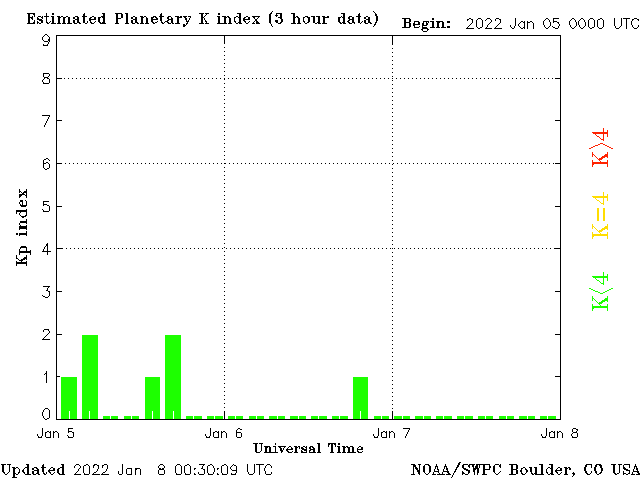 Estimated Planetary K index (3 hour data) Begin: 2022 Jan 05 0000 UTC
9
8
7
6
5
4
3
2
1
0
Kp index
K>4
K=4
K<4
Jan 5 Jan 6 Jan 7 Jan 8
Universal Time
Updated 2022 Jan 8 00:30:09 UTC NOAA/SWPC Boulder, CO USA